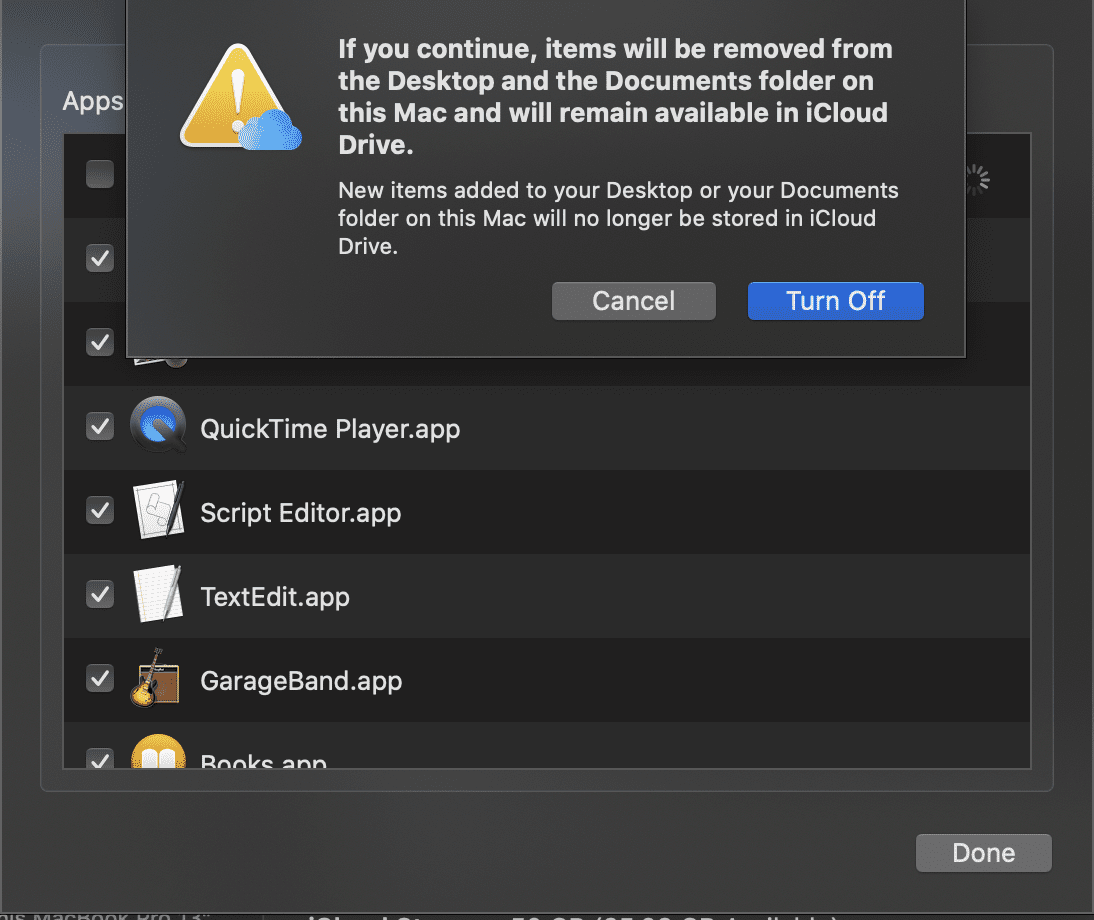 If you continue, items will be removed from
the Desktop and the Documents folder on
this Mac and will remain available in iCloud
Drive.
New items added to your Desktop or your Documents
folder on this Mac will no longer be stored in iCloud
Drive.
Cancel
Turn Off
Apps
QuickTime Player.app
Script Editor.app
TextEdit.app
GarageBand.app
Books.app
Done
MacBook Pro 13"